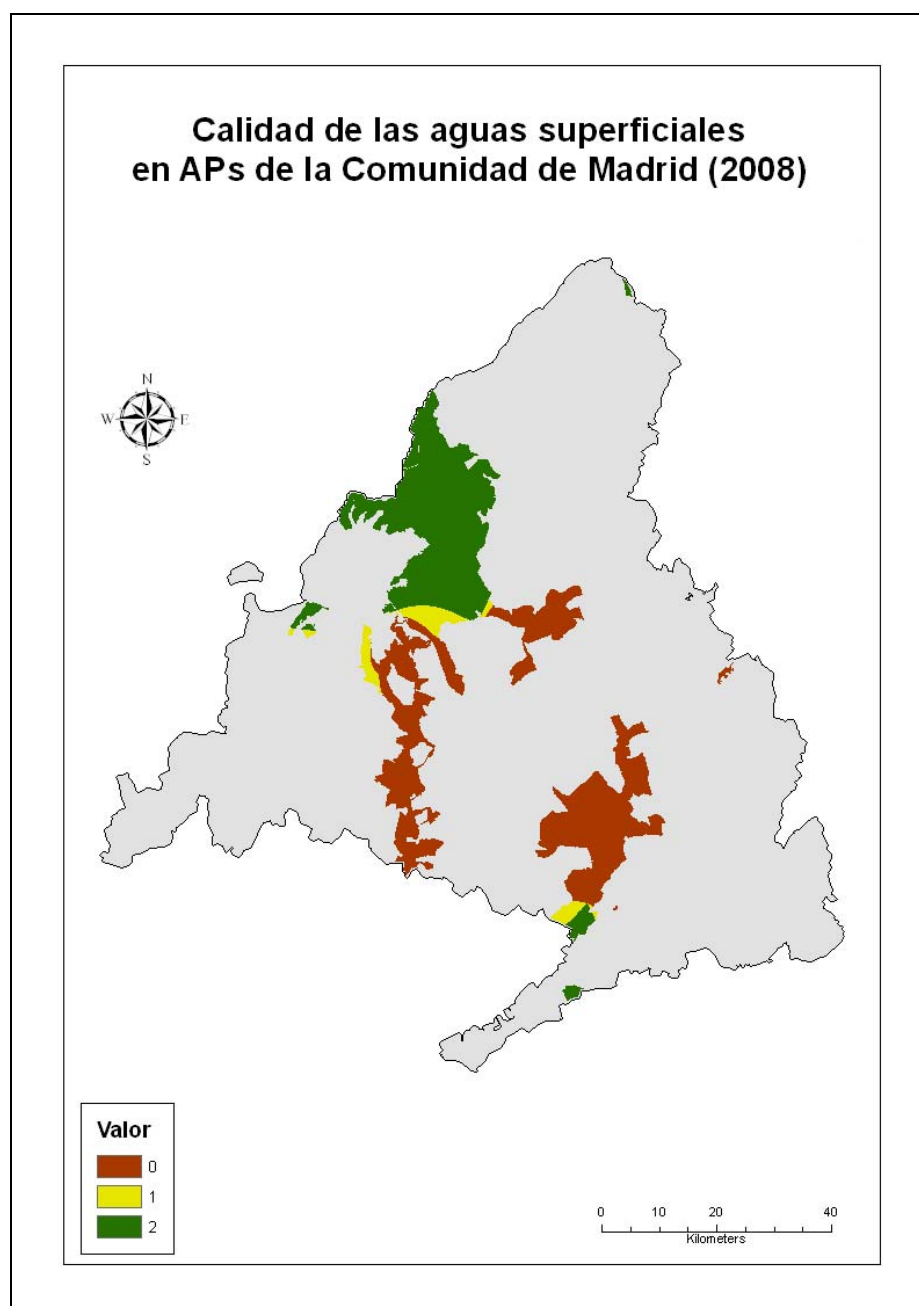 Calidad de las aguas superficiales
en APs de la Comunidad de Madrid (2008)
N
W E
S
Valor
0
1
2
0 10 20 40
Kilometers